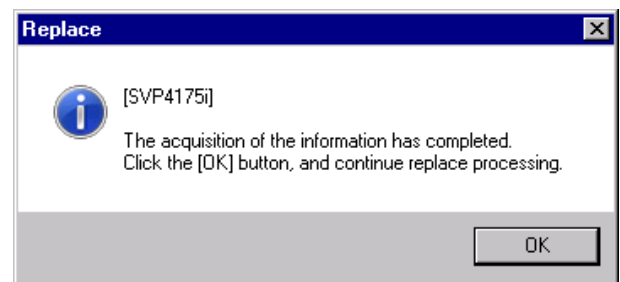 Replace
[SVP4175i]
The acquisition of the information has completed.
Click the [OK] button, and continue replace processing.
OK